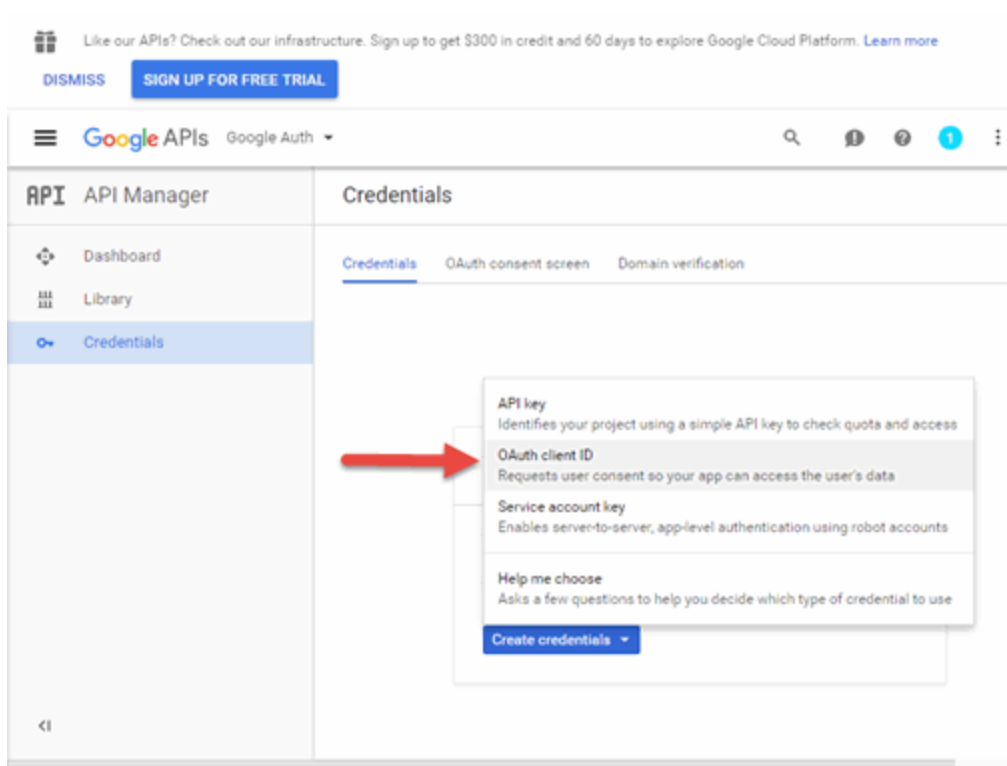 Like our APIs? Check out our infrastructure. Sign up to get $300 in credit and 60 days to explore Google Cloud Platform. Learn more
DISMISS SIGN UP FOR FREE TRIAL
Google APIs Google Auth 1
API API Manager Credentials
Dashboard
Credentials OAuth consent screen Domain verification
Library
Credentials
API key
Identifies your project using a simple API key to check quota and access
OAuth client ID
Requests user consent so your app can access the user's data
Service account key
Enables server-to-server, app-level authentication using robot accounts
Help me choose
Asks a few questions to help you decide which type of credential to use
Create credentials